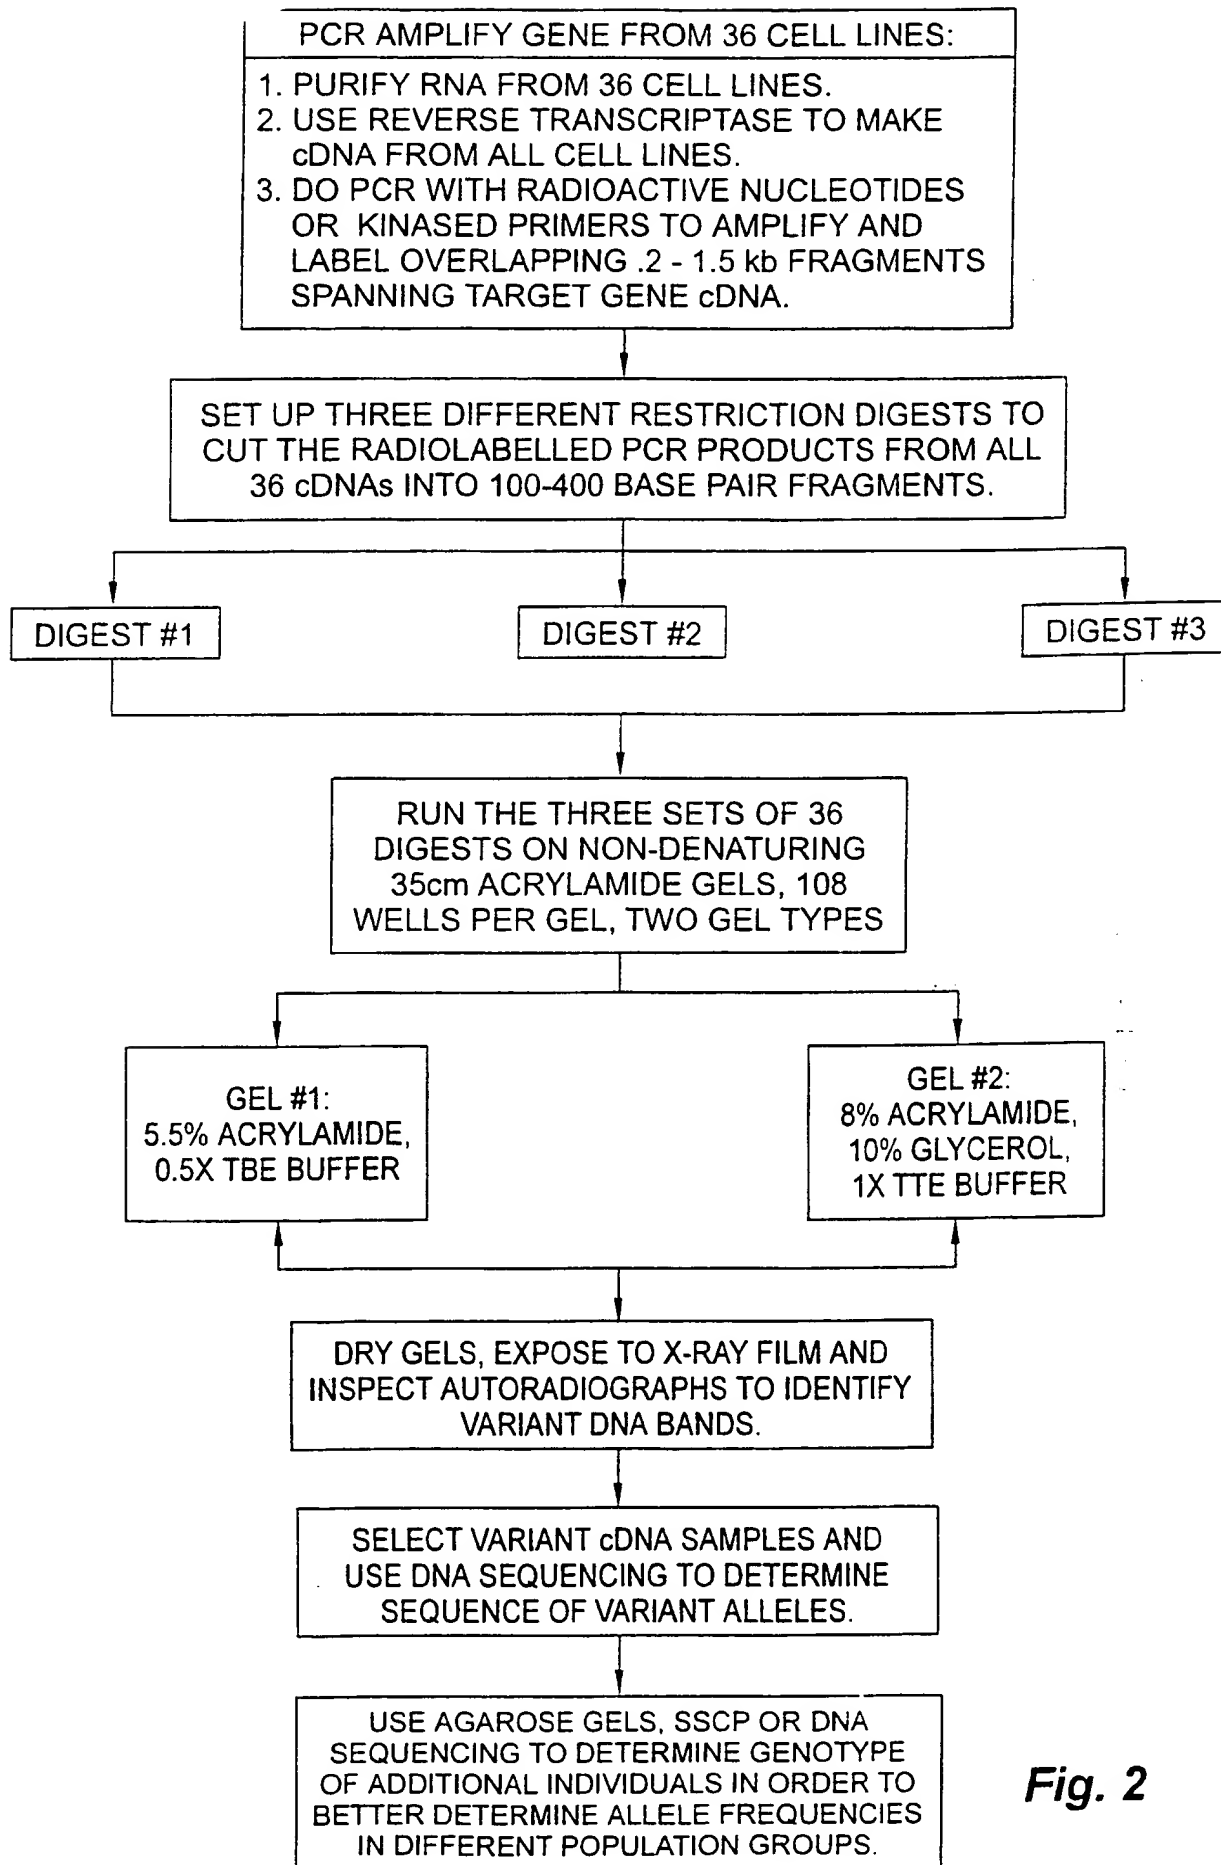 PCR AMPLIFY GENE FROM 36 CELL LINES:
1. PURIFY RNA FROM 36 CELL LINES.
2. USE REVERSE TRANSCRIPTASE TO MAKE
cDNA FROM ALL CELL LINES.
3. DO PCR WITH RADIOACTIVE NUCLEOTIDES
OR KINASED PRIMERS TO AMPLIFY AND
LABEL OVERLAPPING .2 - 1.5 kb FRAGMENTS
SPANNING TARGET GENE cDNA.
SET UP THREE DIFFERENT RESTRICTION DIGESTS TO
CUT THE RADIOLABELLED PCR PRODUCTS FROM ALL
36 cDNAs INTO 100-400 BASE PAIR FRAGMENTS.
DIGEST #1
DIGEST #2
DIGEST #3
RUN THE THREE SETS OF 36
DIGESTS ON NON-DENATURING
35cm ACRYLAMIDE GELS, 108
WELLS PER GEL, TWO GEL TYPES
GEL #1:
5.5% ACRYLAMIDE,
0.5X TBE BUFFER
GEL #2:
8% ACRYLAMIDE,
10% GLYCEROL,
1X TTE BUFFER
DRY GELS, EXPOSE TO X-RAY FILM AND
INSPECT AUTORADIOGRAPHS TO IDENTIFY
VARIANT DNA BANDS.
SELECT VARIANT cDNA SAMPLES AND
USE DNA SEQUENCING TO DETERMINE
SEQUENCE OF VARIANT ALLELES.
USE AGAROSE GELS, SSCP OR DNA
SEQUENCING TO DETERMINE GENOTYPE
OF ADDITIONAL INDIVIDUALS IN ORDER TO
BETTER DETERMINE ALLELE FREQUENCIES
IN DIFFERENT POPULATION GROUPS.
Fig. 2